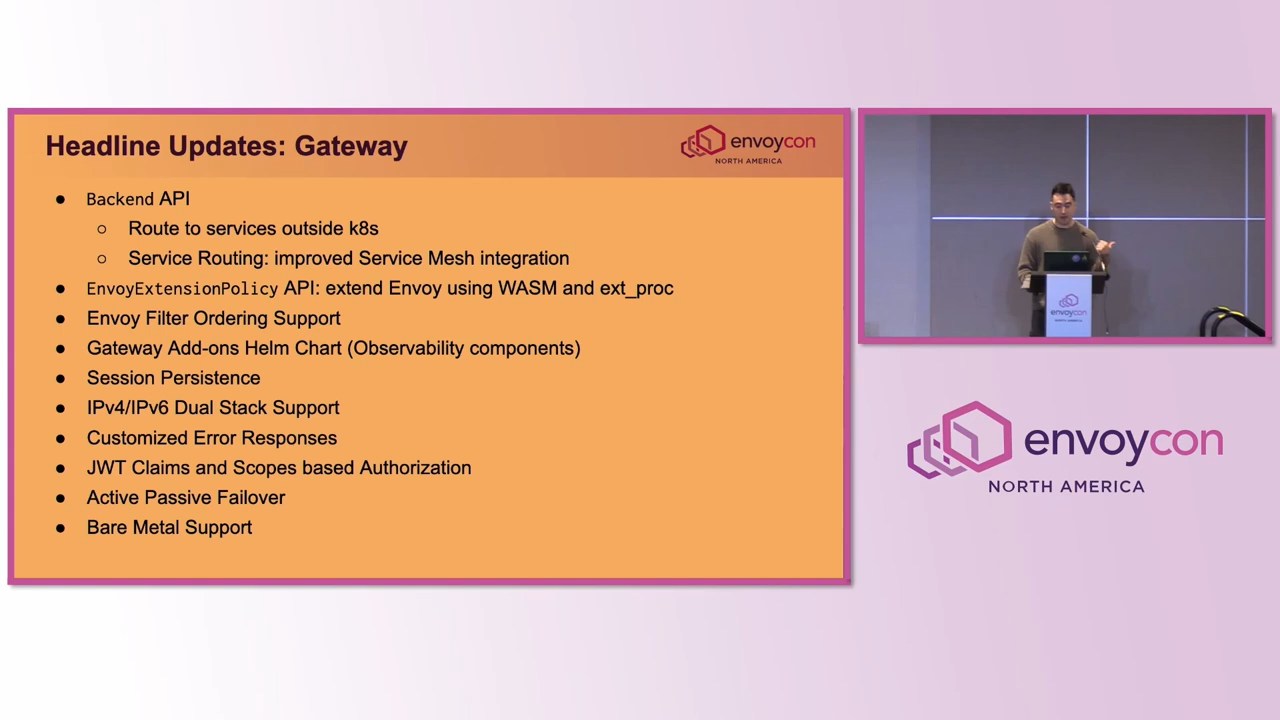 Headline Updates: Gateway
envoycon
NORTH AMERICA
● Backend API
○ Route to services outside k8s
○ Service Routing: improved Service Mesh integration
● EnvoyExtensionPolicy API: extend Envoy using WASM and ext_proc
● Envoy Filter Ordering Support
● Gateway Add-ons Helm Chart (Observability components)
● Session Persistence
● IPv4/IPv6 Dual Stack Support
● Customized Error Responses
● JWT Claims and Scopes based Authorization
● Active Passive Failover
● Bare Metal Support
envoycon
envoycon
NORTH AMERICA